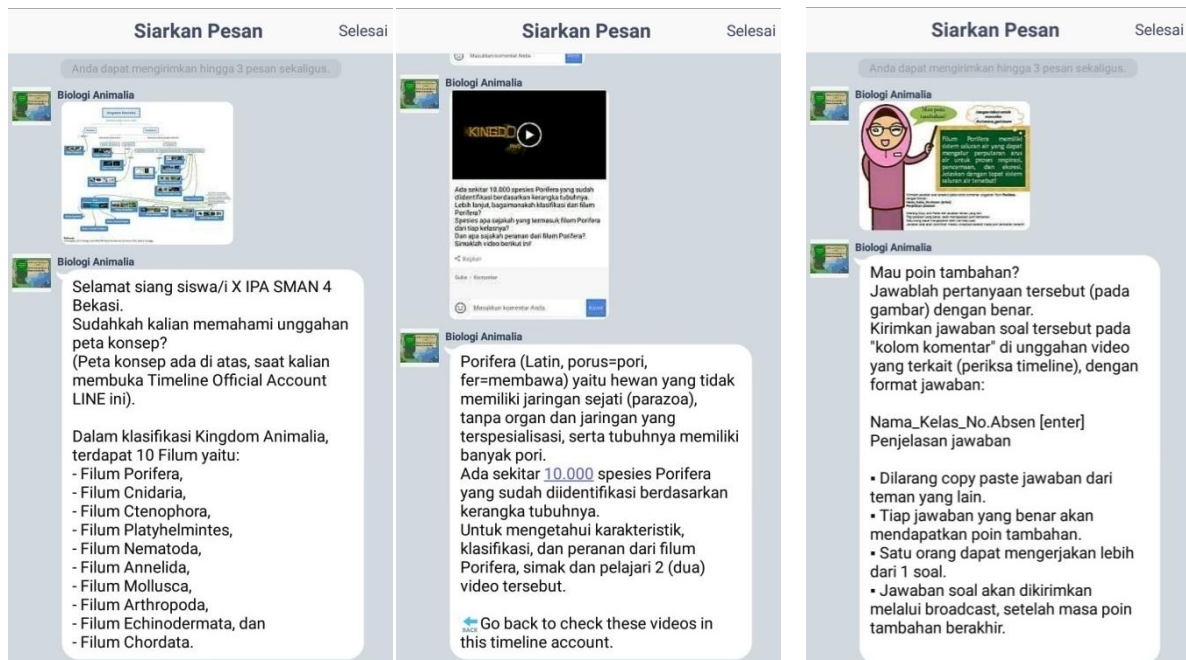 Siarkan Pesan
Selesai
Anda dapat mengirimkan hingga 3 pesan sekaligus.
Biologi Animalia
Biologi Animalia
Selamat siang siswa/i X IPA SMAN 4
Bekasi.
Sudahkah kalian memahami unggahan
peta konsep?
(Peta konsep ada di atas, saat kalian
membuka Timeline Official Account
LINE ini).
Dalam klasifikasi Kingdom Animalia,
terdapat 10 Filum yaitu:
- Filum Porifera,
- Filum Cnidaria,
- Filum Ctenophora,
- Filum Platyhelmintes,
- Filum Nematoda,
- Filum Annelida,
- Filum Mollusca,
- Filum Arthropoda,
- Filum Echinodermata, dan
- Filum Chordata.
Siarkan Pesan
Selesai
Masukkan komentar Anda.
Biologi Animalia
KINGDO
Ada sekitar 10.000 spesies Porifera yang sudah
diidentifikasi berdasarkan kerangka tubuhnya.
Lebih lanjut, bagaimanakah klasifikasi dari filum
Porifera?
Spesies apa sajakah yang termasuk filum Porifera
dari tiap kelasnya?
Dan apa sajakah peranan dari filum Porifera?
Simaklah video berikut ini!
Bagikan
Suka · Komentar
Masukkan komentar Anda.
Biologi Animalia
Porifera (Latin, porus=pori,
fer=membawa) yaitu hewan yang tidak
memiliki jaringan sejati (parazoa),
tanpa organ dan jaringan yang
terspesialisasi, serta tubuhnya memiliki
banyak pori.
Ada sekitar 10.000 spesies Porifera
yang sudah diidentifikasi berdasarkan
kerangka tubuhnya.
Untuk mengetahui karakteristik,
klasifikasi, dan peranan dari filum
Porifera, simak dan pelajari 2 (dua)
video tersebut.
BACK Go back to check these videos in
this timeline account.
Siarkan Pesan
Selesai
Anda dapat mengirimkan hingga 3 pesan sekaligus.
Biologi Animalia
Mau poin
tambahan?
Filum Porifera memiliki
sistem saluran air yang dapat
mengatur perputaran arus
air untuk proses respirasi,
pencernaan, dan ekskresi.
Jelaskan dengan tepat sistem
saluran air tersebut!
Biologi Animalia
Mau poin tambahan?
Jawablah pertanyaan tersebut (pada
gambar) dengan benar.
Kirimkan jawaban soal tersebut pada
"kolom komentar" di unggahan video
yang terkait (periksa timeline), dengan
format jawaban:
Nama_Kelas_No.Absen [enter]
Penjelasan jawaban
▪ Dilarang copy paste jawaban dari
teman yang lain.
▪ Tiap jawaban yang benar akan
mendapatkan poin tambahan.
▪ Satu orang dapat mengerjakan lebih
dari 1 soal.
▪ Jawaban soal akan dikirimkan
melalui broadcast, setelah masa poin
tambahan berakhir.